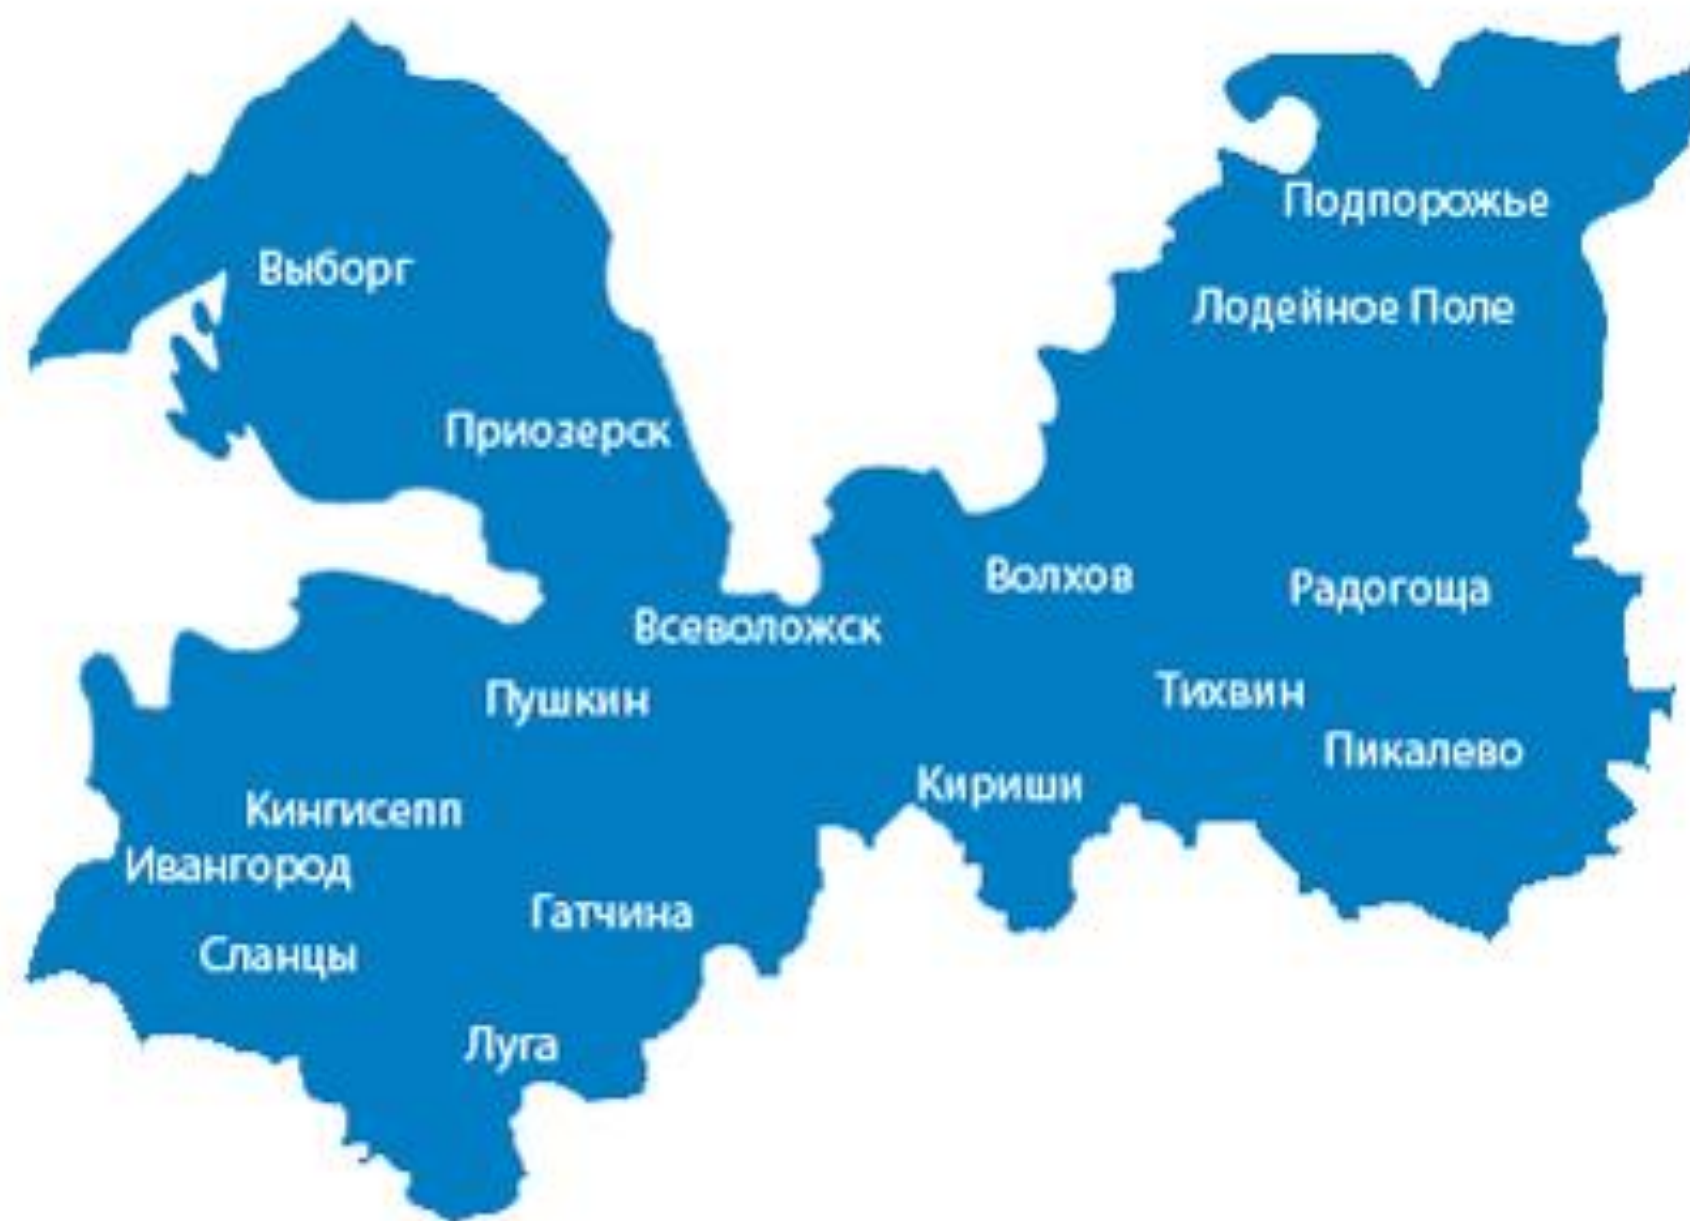 Подпорожье
Выборг
Лодейное Поле
Приозерск
Волхов
Радогоща
Всеволожск
Тихвин
Пушкин
Пикалево
Кириши
Кингисепп
Ивангород
Гатчина
Сланцы
Луга